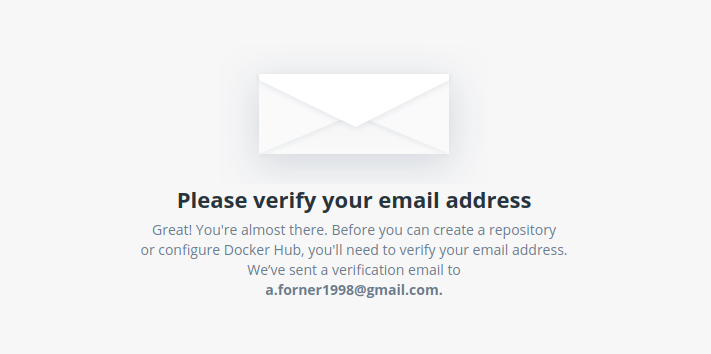 Please verify your email address
Great! You're almost there. Before you can create a repository
or configure Docker Hub, you'll need to verify your email address.
We’ve sent a verification email to
a.forner1998@gmail.com.